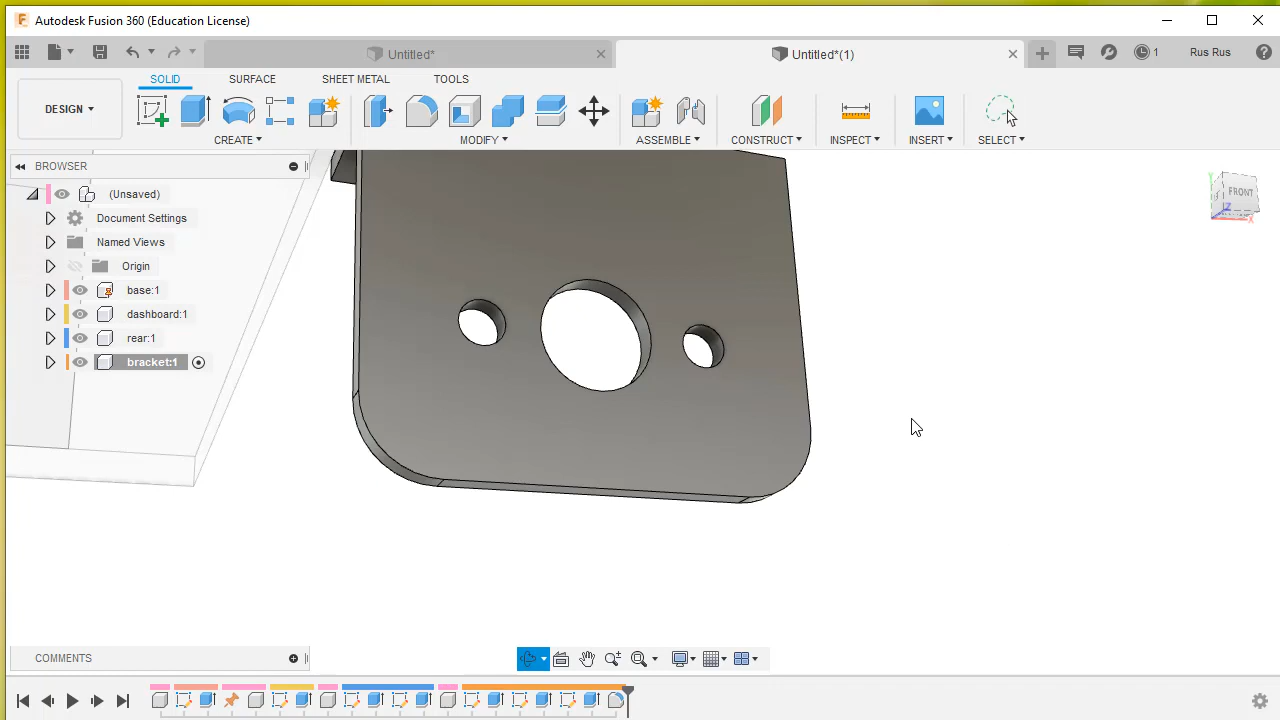 Autodesk Fusion 360 (Education License)
Untitled*
Untitled*(1)
1
Rus Rus
DESIGN
SOLID
SURFACE
SHEET METAL
TOOLS
CREATE
MODIFY
ASSEMBLE
CONSTRUCT
INSPECT
INSERT
SELECT
BROWSER
(Unsaved)
Document Settings
Named Views
Origin
base:1
dashboard:1
rear:1
bracket:1
FRONT
Y
Z
X
COMMENTS